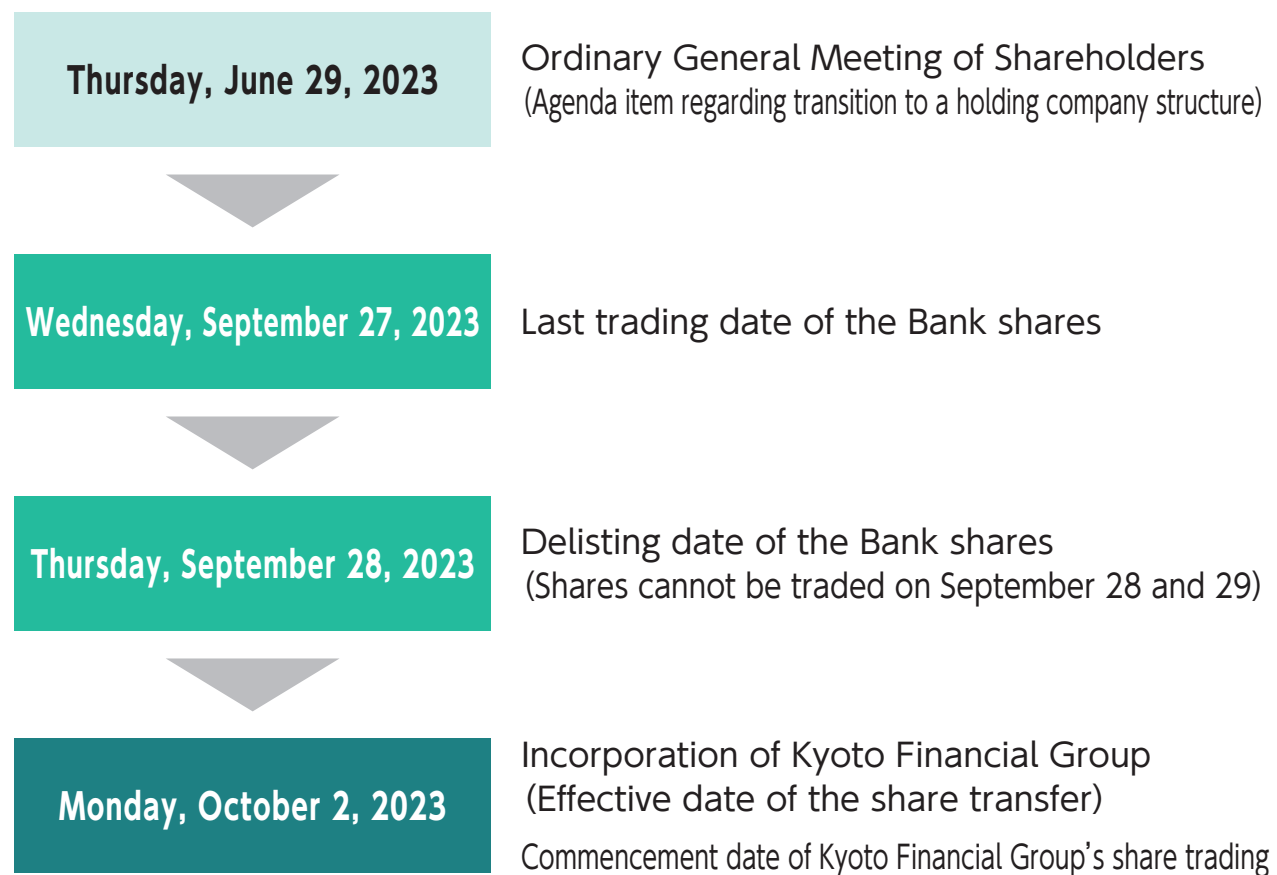 Thursday, June 29, 2023
Ordinary General Meeting of Shareholders
(Agenda item regarding transition to a holding company structure)
Wednesday, September 27, 2023
Last trading date of the Bank shares
Thursday, September 28, 2023
Delisting date of the Bank shares
(Shares cannot be traded on September 28 and 29)
Monday, October 2, 2023
Incorporation of Kyoto Financial Group
(Effective date of the share transfer)
Commencement date of Kyoto Financial Group’s share trading